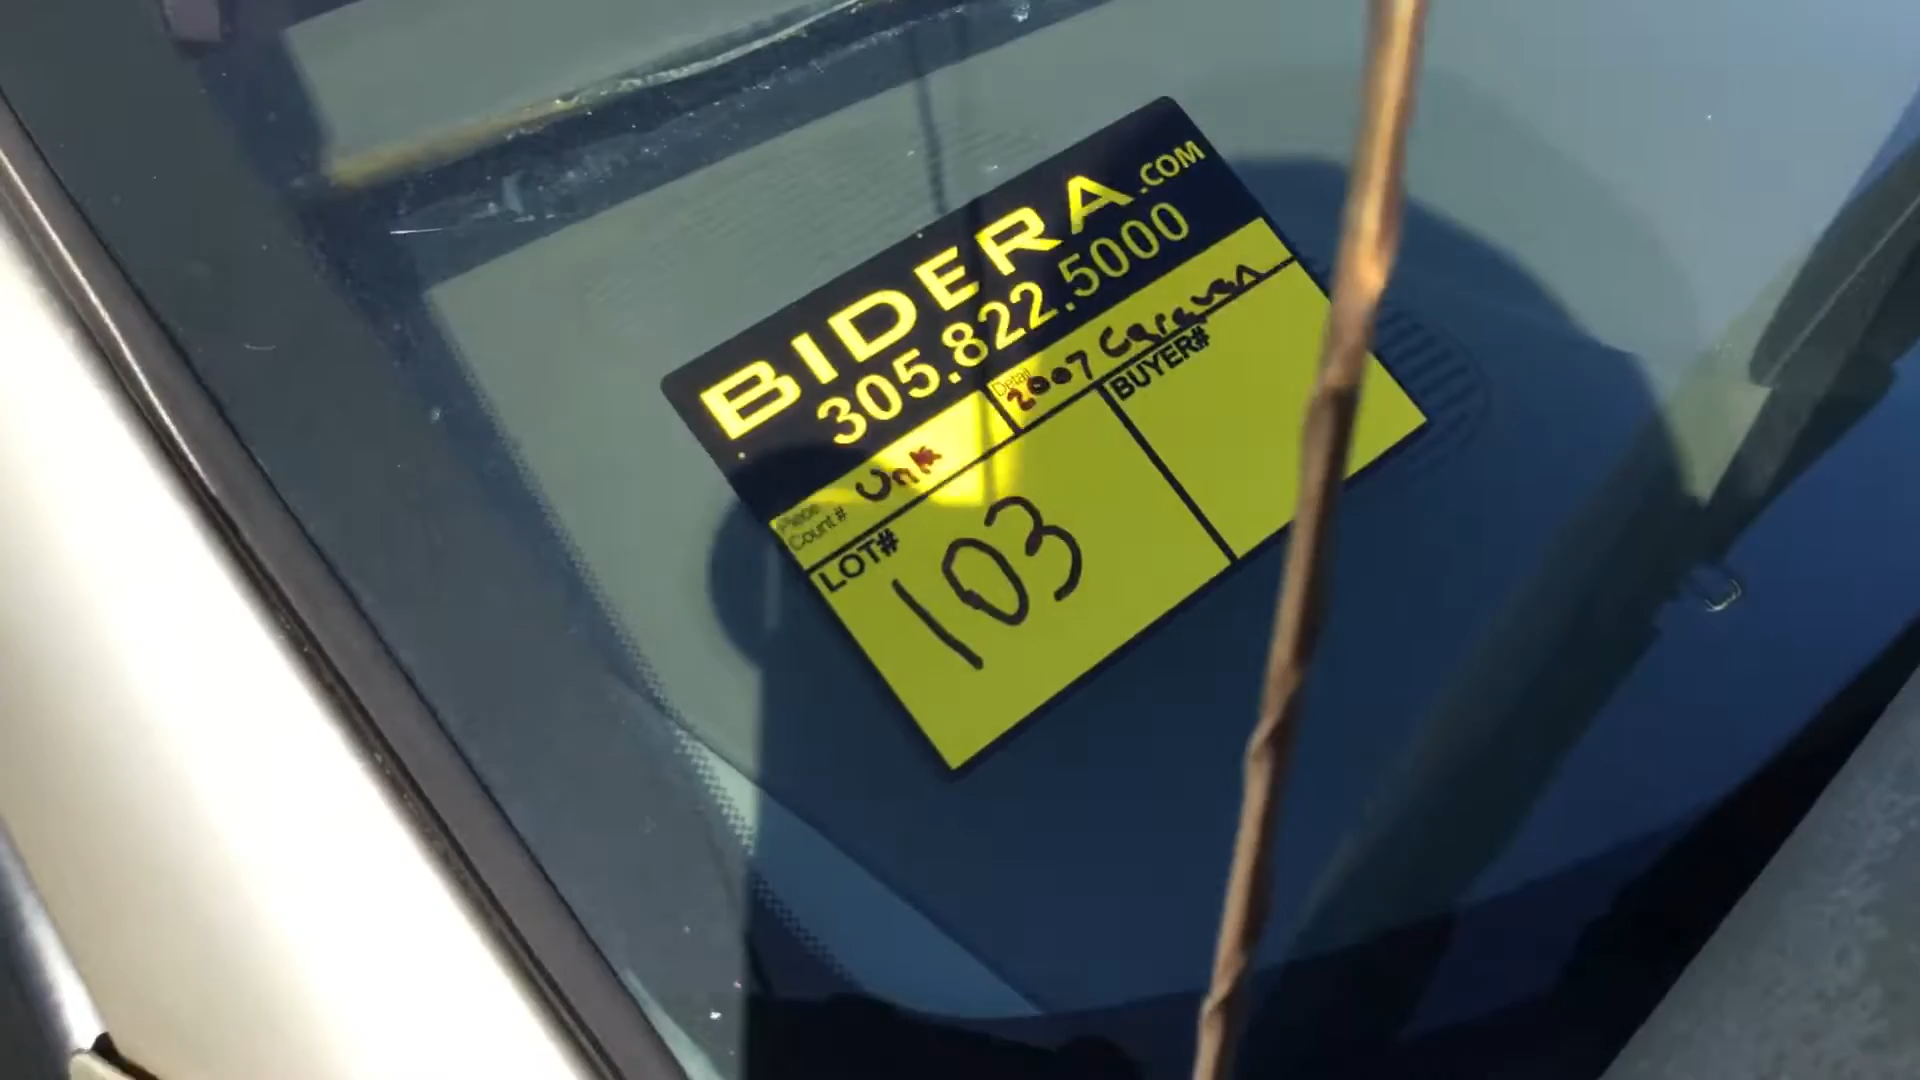 BIDERA.COM
305.822.5000
Piece Count# Unk
Detail 2007 Caravan
LOT# 103
BUYER#